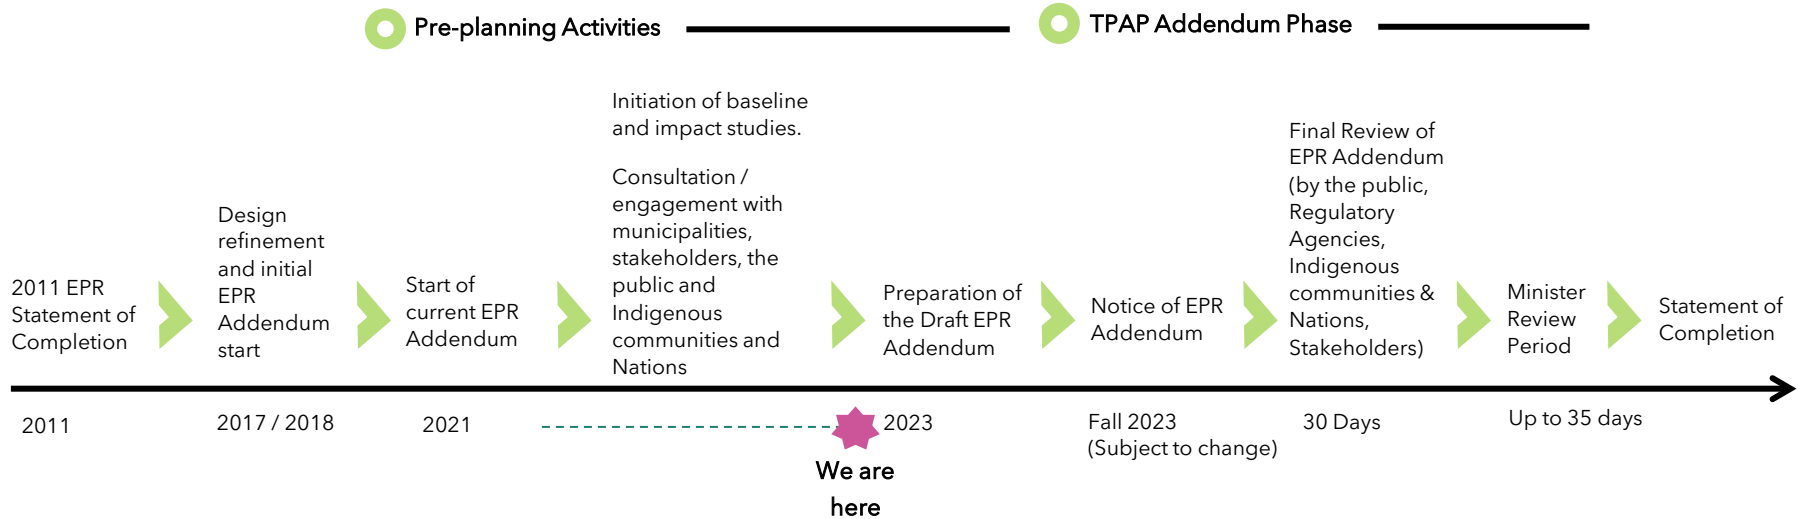 Pre-planning Activities
TPAP Addendum Phase
2011 EPR
Statement of
Completion
Design
refinement
and initial
EPR
Addendum
start
Start of
current EPR
Addendum
Initiation of baseline
and impact studies.
Consultation /
engagement with
municipalities,
stakeholders, the
public and
Indigenous
communities and
Nations
Preparation of
the Draft EPR
Addendum
Notice of EPR
Addendum
Final Review of
EPR Addendum
(by the public,
Regulatory
Agencies,
Indigenous
communities &
Nations,
Stakeholders)
Minister
Review
Period
Statement of
Completion
2011
2017 / 2018
2021
2023
Fall 2023
(Subject to change)
30 Days
Up to 35 days
We are
here